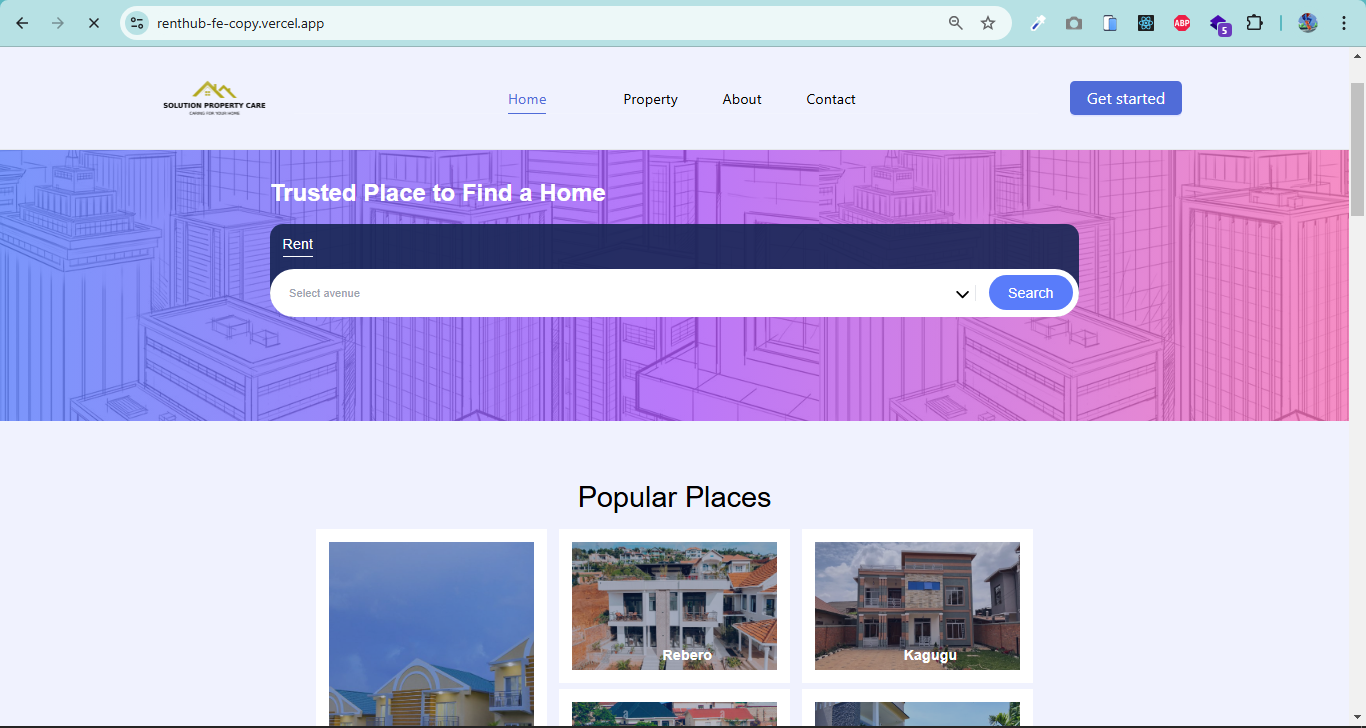 renthub-fe-copy.vercel.app
ABP
5
SOLUTION PROPERTY CARE
CARING FOR YOUR HOME
Home
Property
About
Contact
Get started
Trusted Place to Find a Home
Rent
Select avenue
Search
Popular Places
Rebero
Kagugu